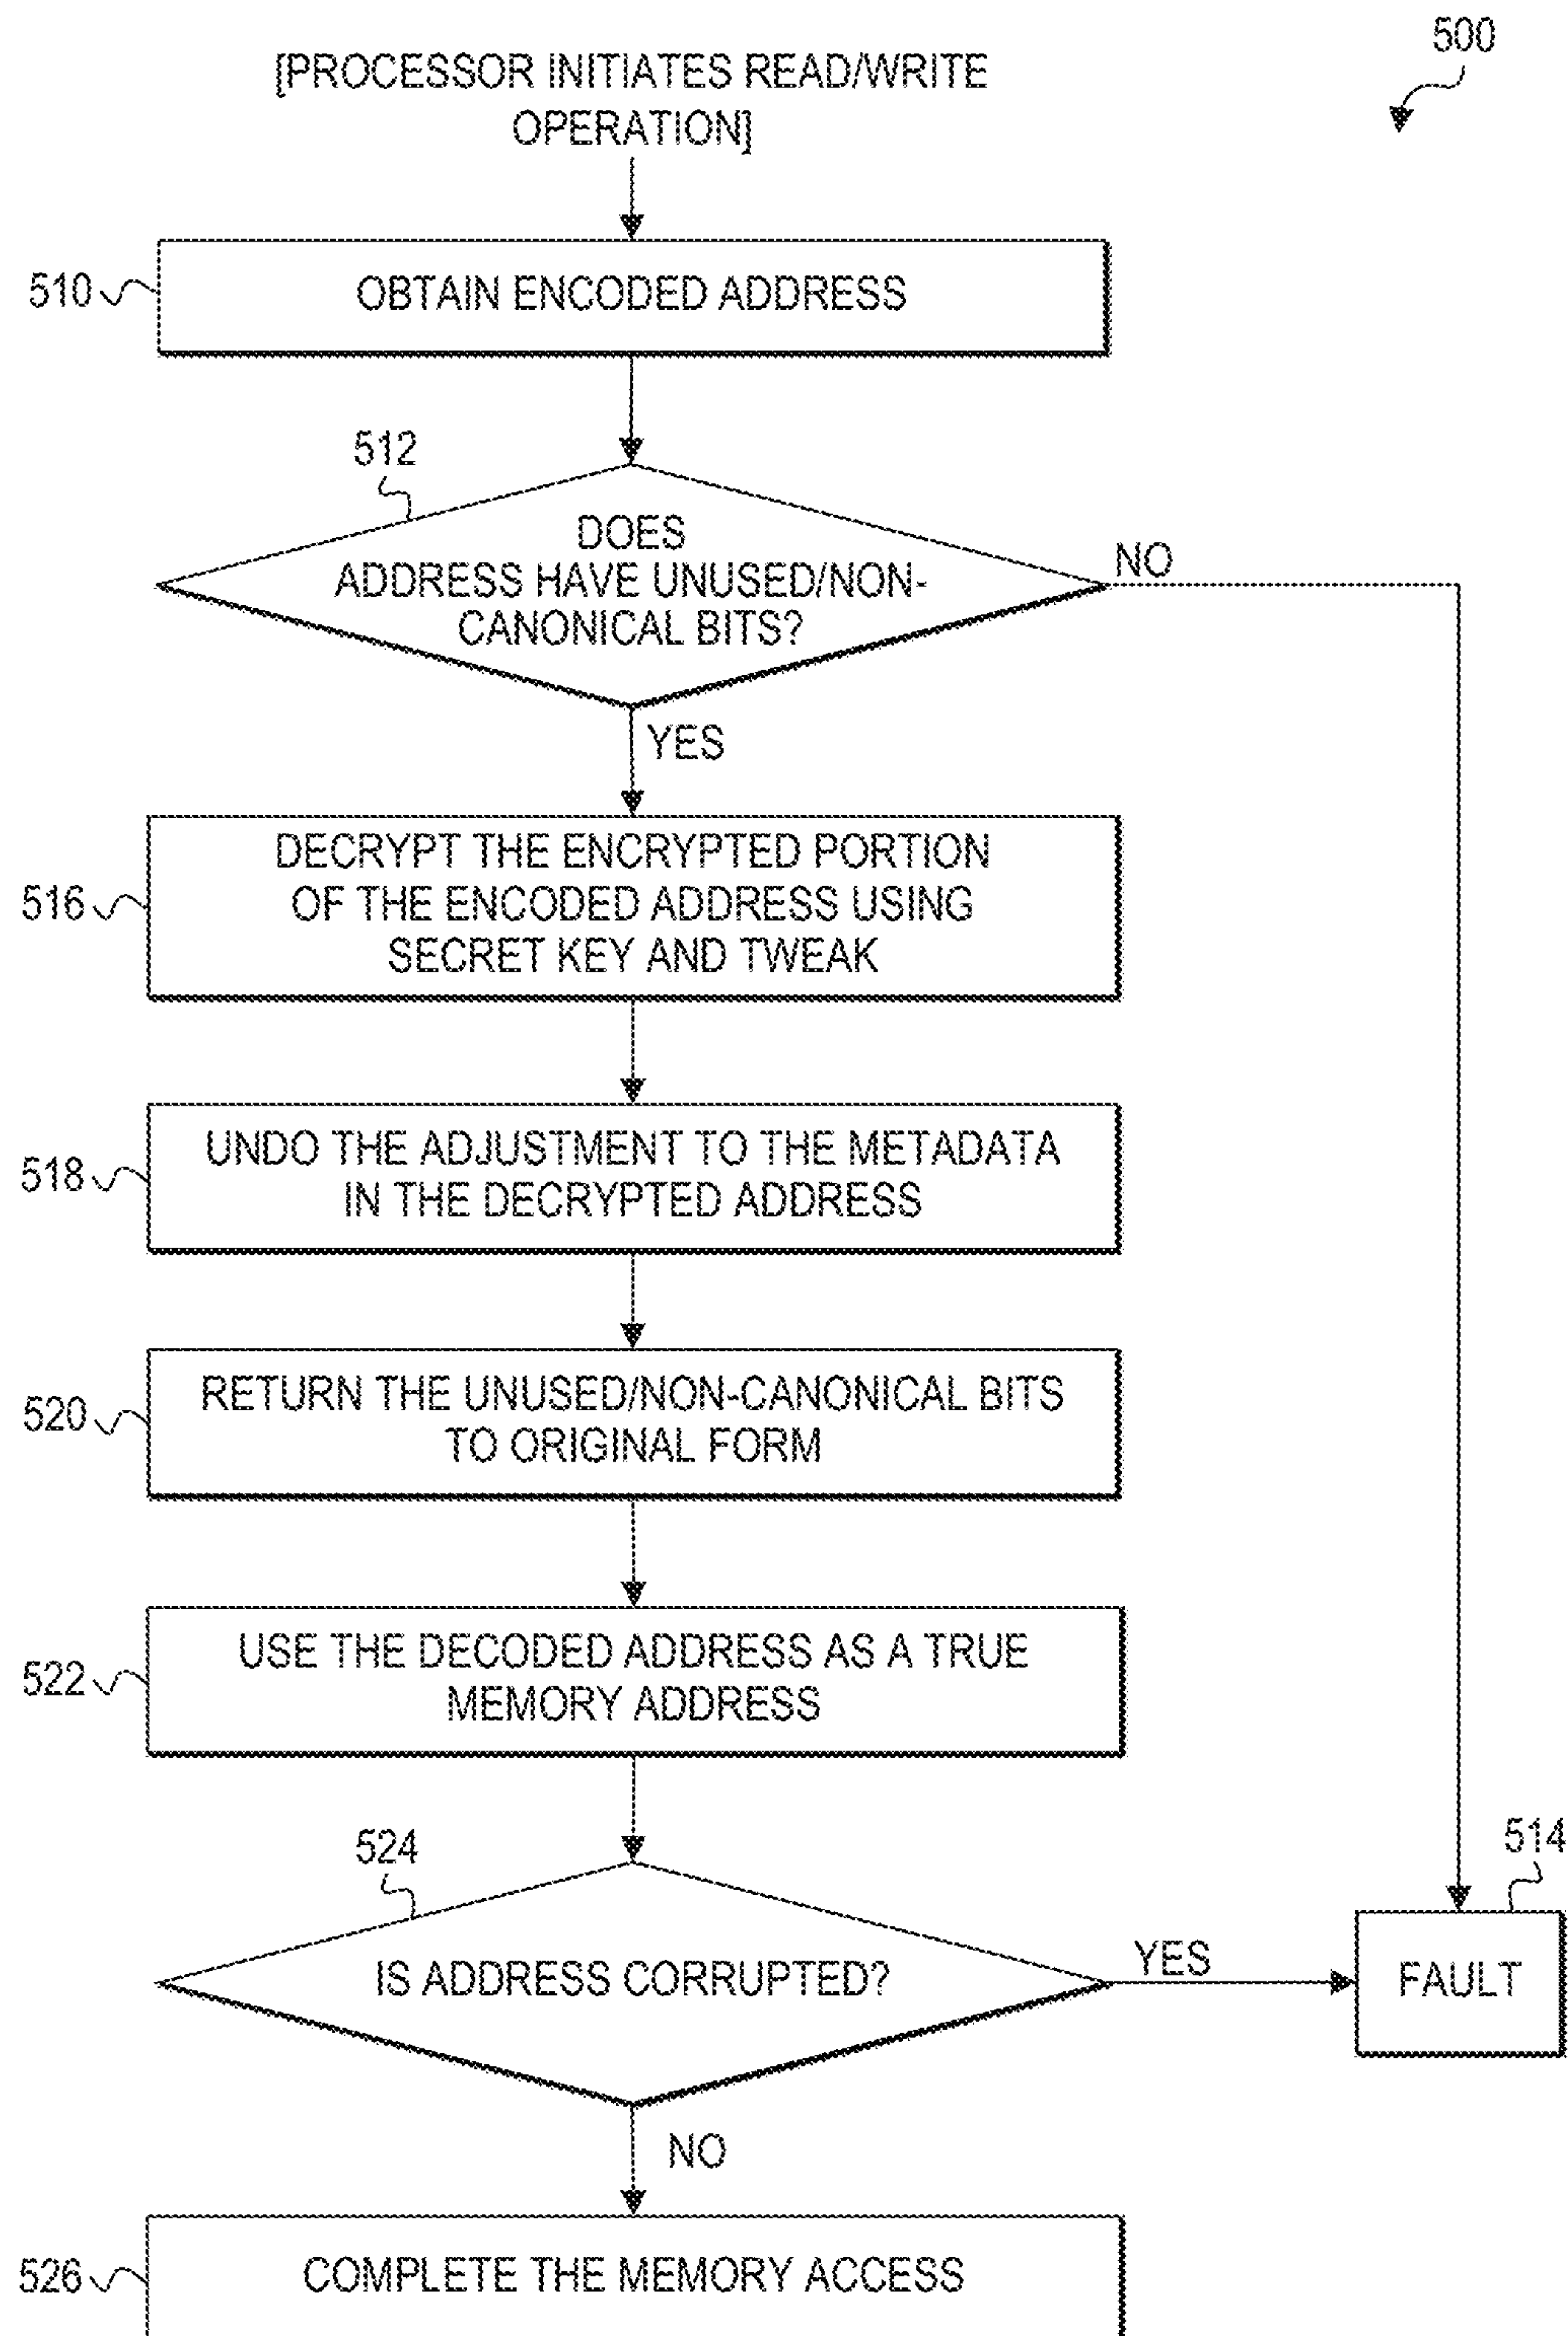 500
[PROCESSOR INITIATES READ/WRITE
OPERATION]
510
OBTAIN ENCODED ADDRESS
512
DOES
ADDRESS HAVE UNUSED/NON-
CANONICAL BITS?
NO
YES
516
DECRYPT THE ENCRYPTED PORTION
OF THE ENCODED ADDRESS USING
SECRET KEY AND TWEAK
518
UNDO THE ADJUSTMENT TO THE METADATA
IN THE DECRYPTED ADDRESS
520
RETURN THE UNUSED/NON-CANONICAL BITS
TO ORIGINAL FORM
522
USE THE DECODED ADDRESS AS A TRUE
MEMORY ADDRESS
524
IS ADDRESS CORRUPTED?
YES
514
FAULT
NO
526
COMPLETE THE MEMORY ACCESS